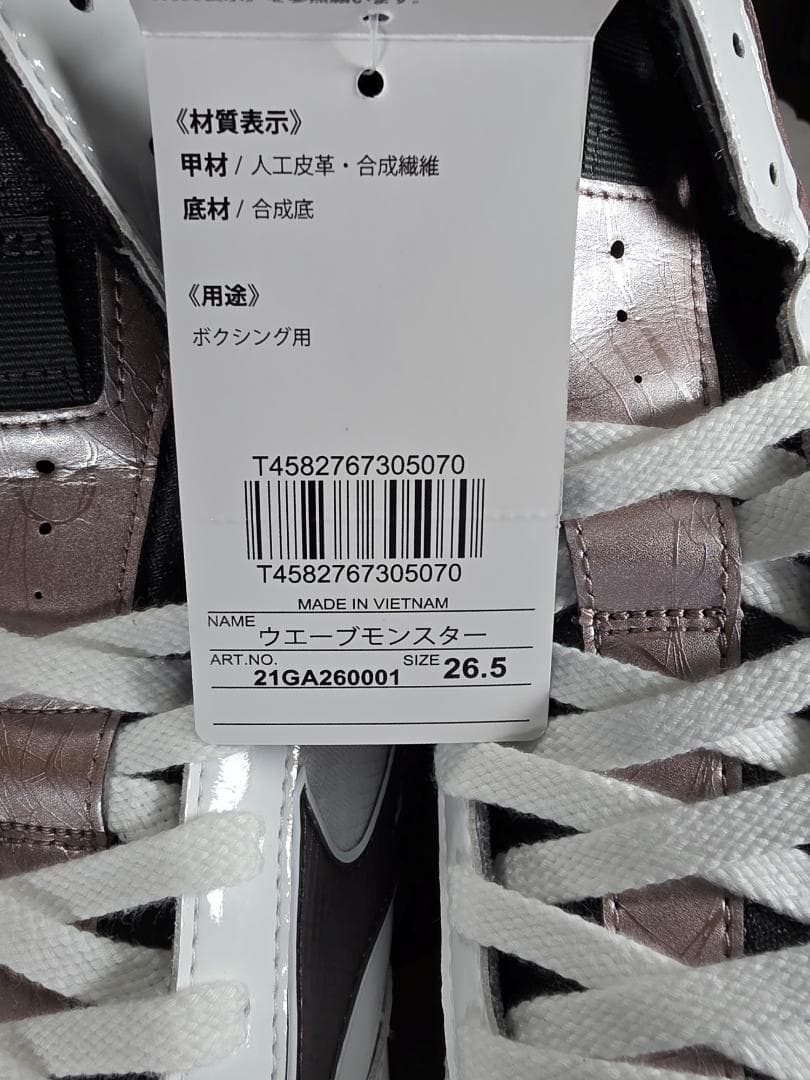 《材質表示》
甲材 / 人工皮革・合成繊維
底材 / 合成底
《用途》
ボクシング用
T4582767305070
T4582767305070
MADE IN VIETNAM
NAME ウエーブモンスター
ART.NO. 21GA260001 SIZE 26.5